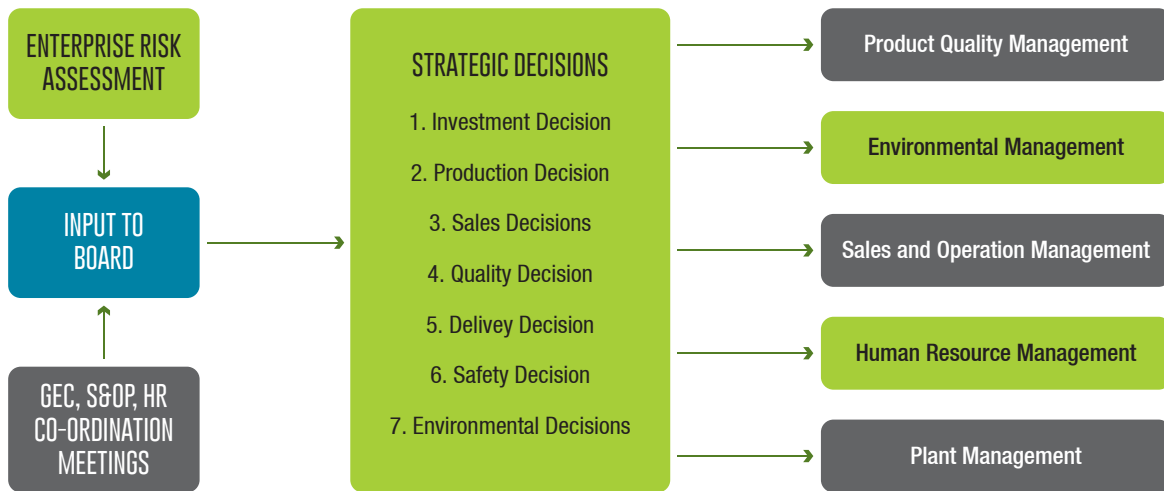 ENTERPRISE RISK
ASSESSMENT
INPUT TO
BOARD
GEC, S&OP, HR
CO-ORDINATION
MEETINGS
STRATEGIC DECISIONS
1. Investment Decision
2. Production Decision
3. Sales Decisions
4. Quality Decision
5. Delivey Decision
6. Safety Decision
7. Environmental Decisions
Product Quality Management
Environmental Management
Sales and Operation Management
Human Resource Management
Plant Management